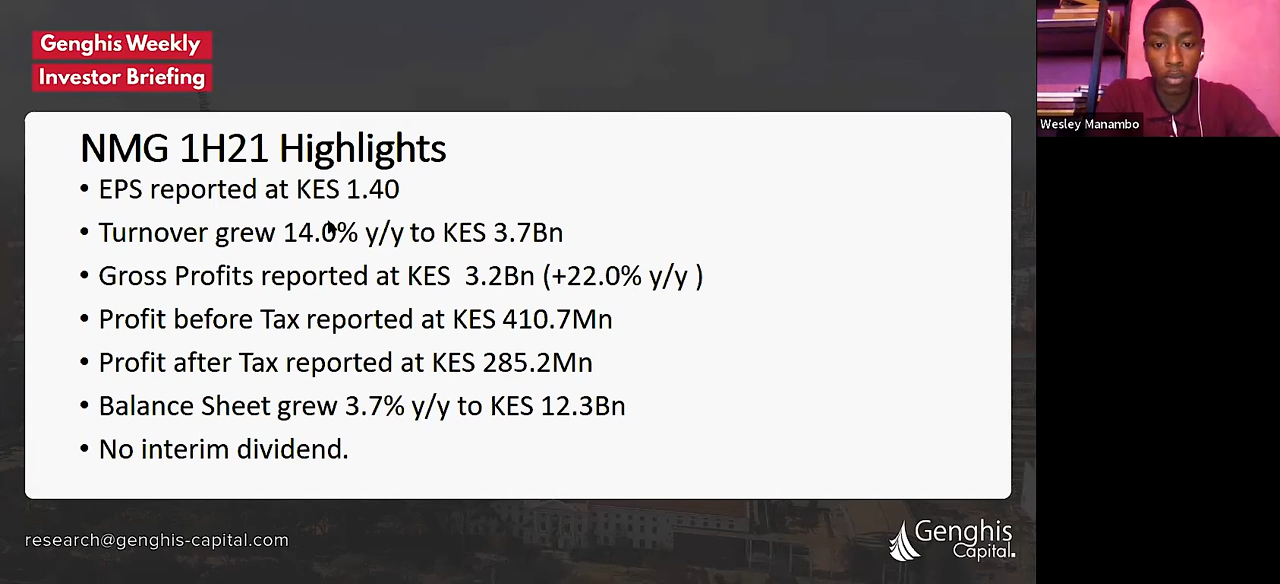 Genghis Weekly
Investor Briefing
NMG 1H21 Highlights
• EPS reported at KES 1.40
• Turnover grew 14.0% y/y to KES 3.7Bn
• Gross Profits reported at KES  3.2Bn (+22.0% y/y )
• Profit before Tax reported at KES 410.7Mn
• Profit after Tax reported at KES 285.2Mn
• Balance Sheet grew 3.7% y/y to KES 12.3Bn
• No interim dividend.
research@genghis-capital.com
Genghis
Capital.
Wesley Manambo